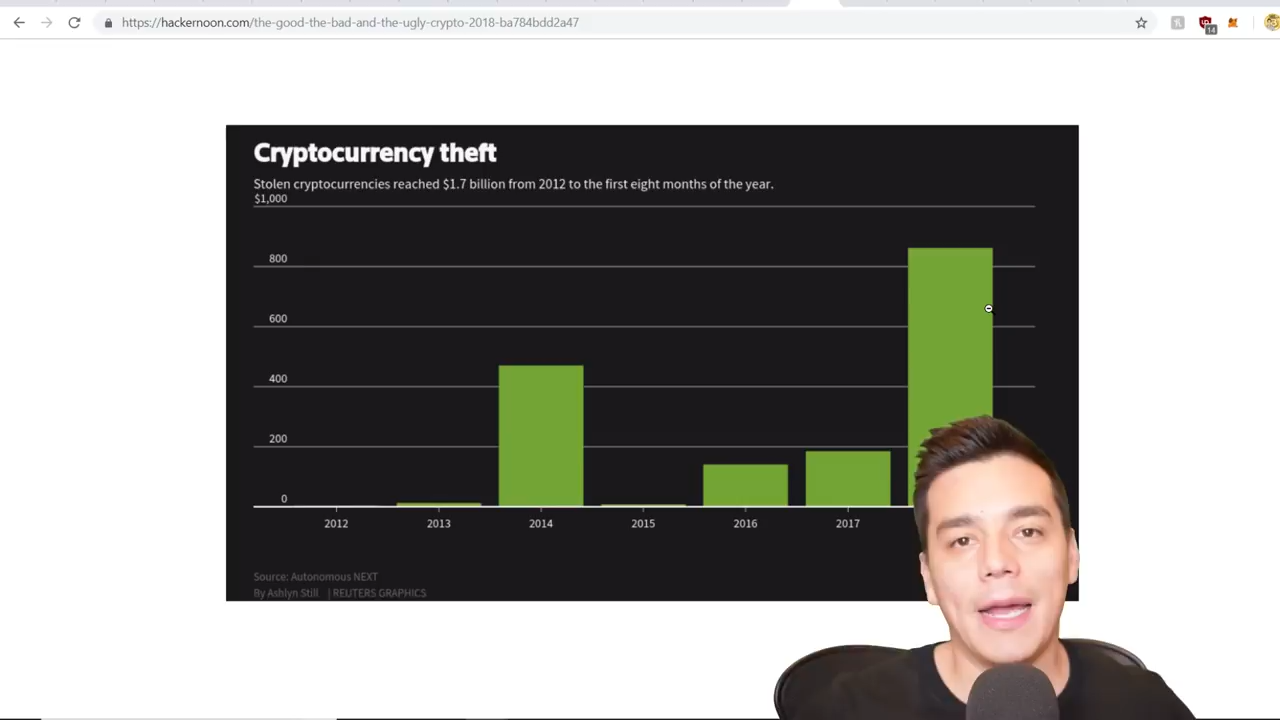 https://hackernoon.com/the-good-the-bad-and-the-ugly-crypto-2018-ba784bdd2a47
14
Cryptocurrency theft
Stolen cryptocurrencies reached $1.7 billion from 2012 to the first eight months of the year.
$1,000
800
600
400
200
0
2012 2013 2014 2015 2016 2017
Source: Autonomous NEXT
By Ashlyn Still | REUTERS GRAPHICS